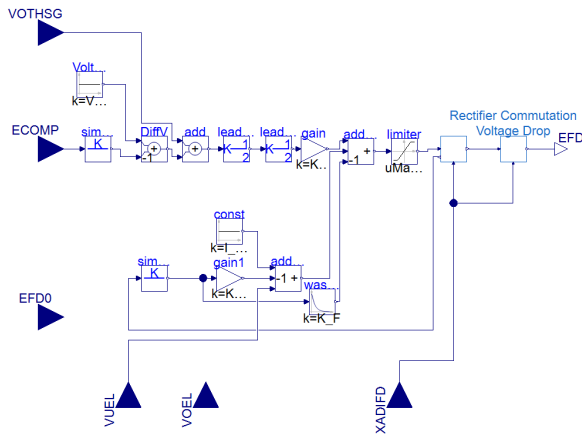 VOTHSG
Volt...
k=V...
ECOMP
sim...
K
DiffV
+
-1
add
+
lead...
K 1/2
lead...
K 1/2
gain
k=K...
add...
-1 +
limiter
uMa...
Rectifier Commutation
Voltage Drop
EFD
const
k=I_...
sim...
K
gain1
k=K...
add...
-1 +
was...
k=K_F
EFD0
VUEL
VOEL
XADIFD